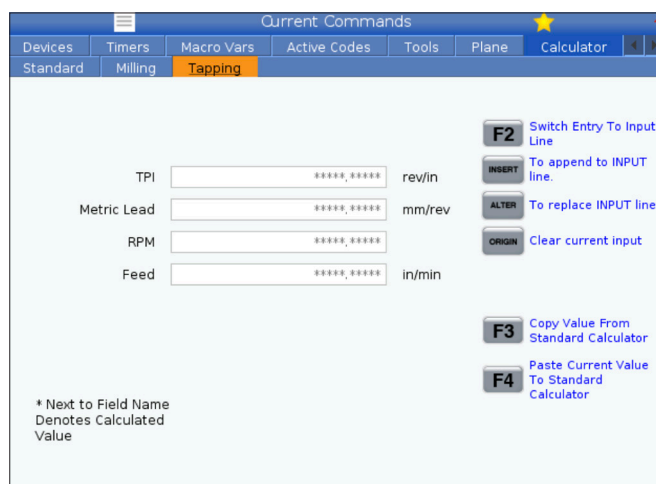 Current Commands
Devices Timers Macro Vars Active Codes Tools Plane Calculator
Standard Milling Tapping
F2 Switch Entry To Input
Line
INSERT To append to INPUT
line.
TPI *****.***** rev/in
Metric Lead *****.***** mm/rev
ALTER To replace INPUT line
RPM *****.*****
ORIGIN Clear current input
Feed *****.***** in/min
F3 Copy Value From
Standard Calculator
F4 Paste Current Value
To Standard
Calculator
* Next to Field Name
Denotes Calculated
Value